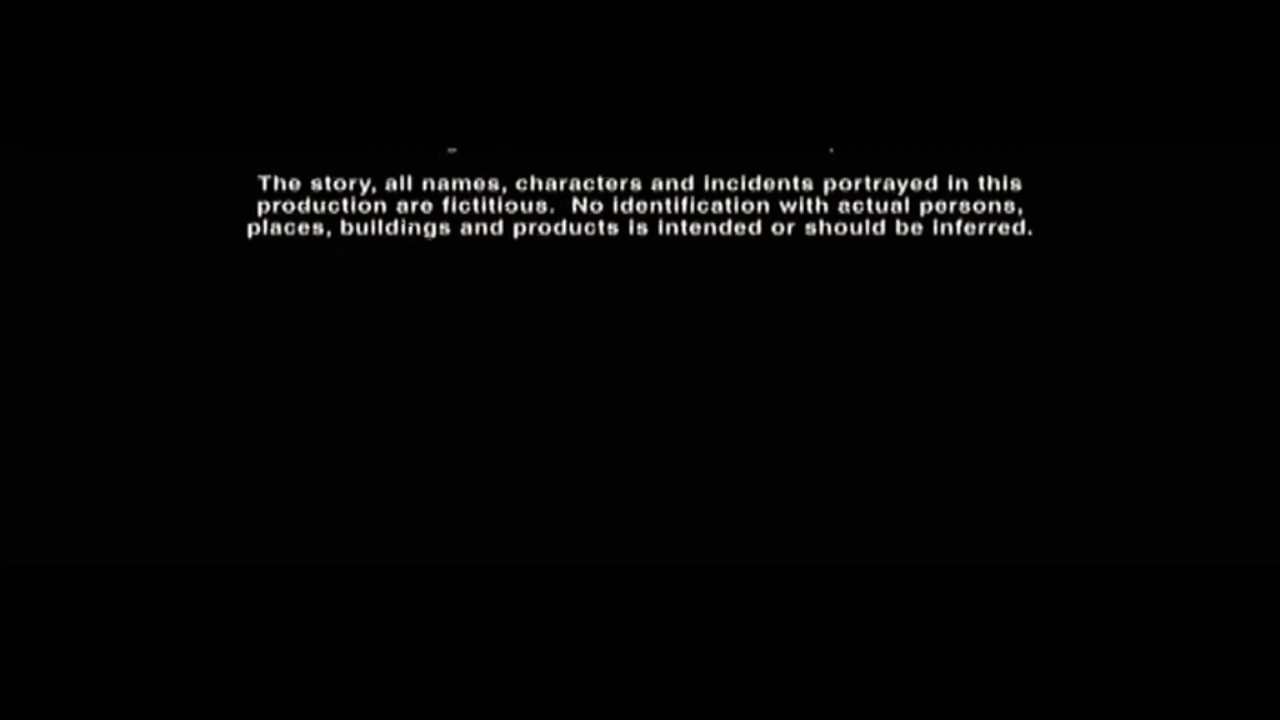 The story, all names, characters and incidents portrayed in this
production are fictitious.  No identification with actual persons,
places, buildings and products is intended or should be inferred.